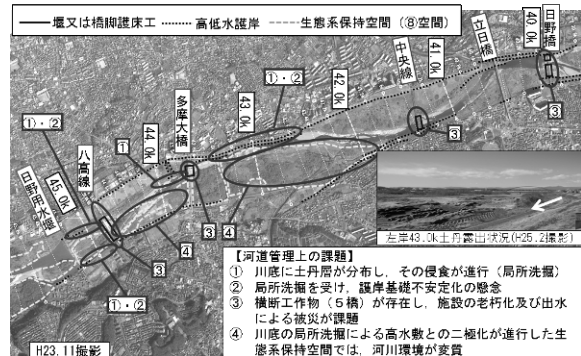 堰又は橋脚護床工 高低水護岸 生態系保持空間（⑧空間）
日野橋
40.0k
立日橋
41.0k
中央線
42.0k
①・②
43.0k
多摩大橋
44.0k
①
①・②
八高線
45.0k
日野用水堰
③
③
③
④
④
③
①・②
左岸43.0k土丹露出状況(H25.2撮影)
【河道管理上の課題】
① 川底に土丹層が分布し，その侵食が進行（局所洗掘）
② 局所洗掘を受け，護岸基礎不安定化の懸念
③ 横断工作物（５橋）が存在し，施設の老朽化及び出水
による被災が課題
④ 川底の局所洗掘による高水敷との二極化が進行した生
態系保持空間では，河川環境が変質
H23.11撮影